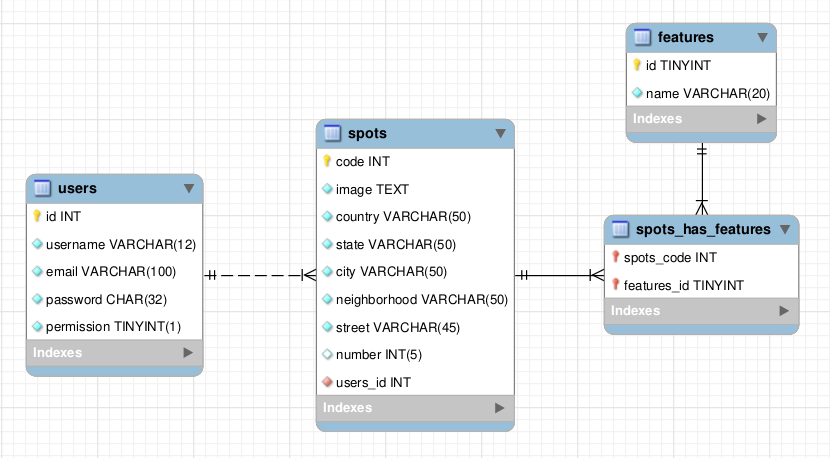 users
id INT
username VARCHAR(12)
email VARCHAR(100)
password CHAR(32)
permission TINYINT(1)
Indexes
spots
code INT
image TEXT
country VARCHAR(50)
state VARCHAR(50)
city VARCHAR(50)
neighborhood VARCHAR(50)
street VARCHAR(45)
number INT(5)
users_id INT
Indexes
features
id TINYINT
name VARCHAR(20)
Indexes
spots_has_features
spots_code INT
features_id TINYINT
Indexes